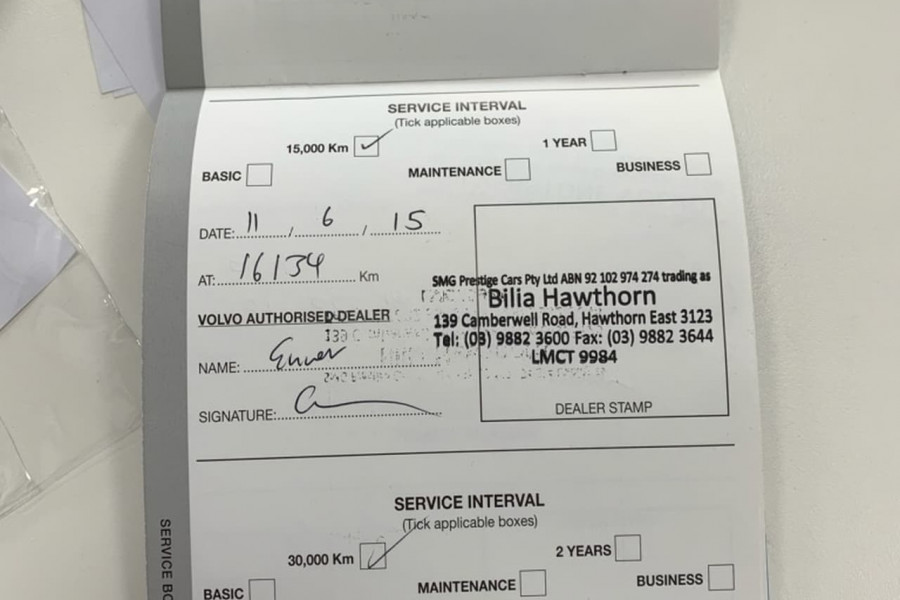 SERVICE INTERVAL
(Tick applicable boxes)
15,000 Km 1 YEAR
BASIC MAINTENANCE BUSINESS
DATE: 11 / 6 / 15
AT: 16134 Km
SMG Prestige Cars Pty Ltd ABN 92 102 974 274 trading as
Bilia Hawthorn
139 Camberwell Road, Hawthorn East 3123
Tel: (03) 9882 3600 Fax: (03) 9882 3644
LMCT 9984
VOLVO AUTHORISED DEALER
NAME:
SIGNATURE:
DEALER STAMP
SERVICE INTERVAL
(Tick applicable boxes)
30,000 Km 2 YEARS
BASIC MAINTENANCE BUSINESS
SERVICE